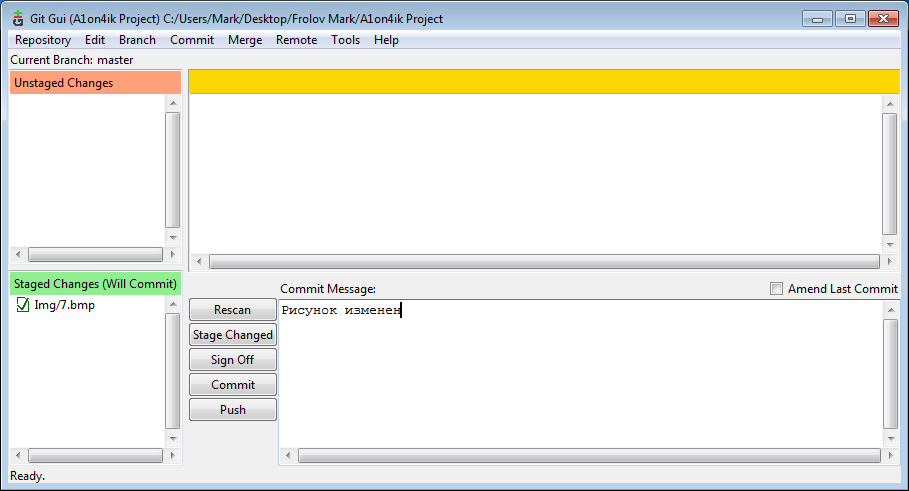 Git Gui (A1on4ik Project) C:/Users/Mark/Desktop/Frolov Mark/A1on4ik Project
Repository Edit Branch Commit Merge Remote Tools Help
Current Branch: master
Unstaged Changes
Staged Changes (Will Commit)
Img/7.bmp
Rescan
Stage Changed
Sign Off
Commit
Push
Commit Message:
Amend Last Commit
Рисунок изменен
Ready.